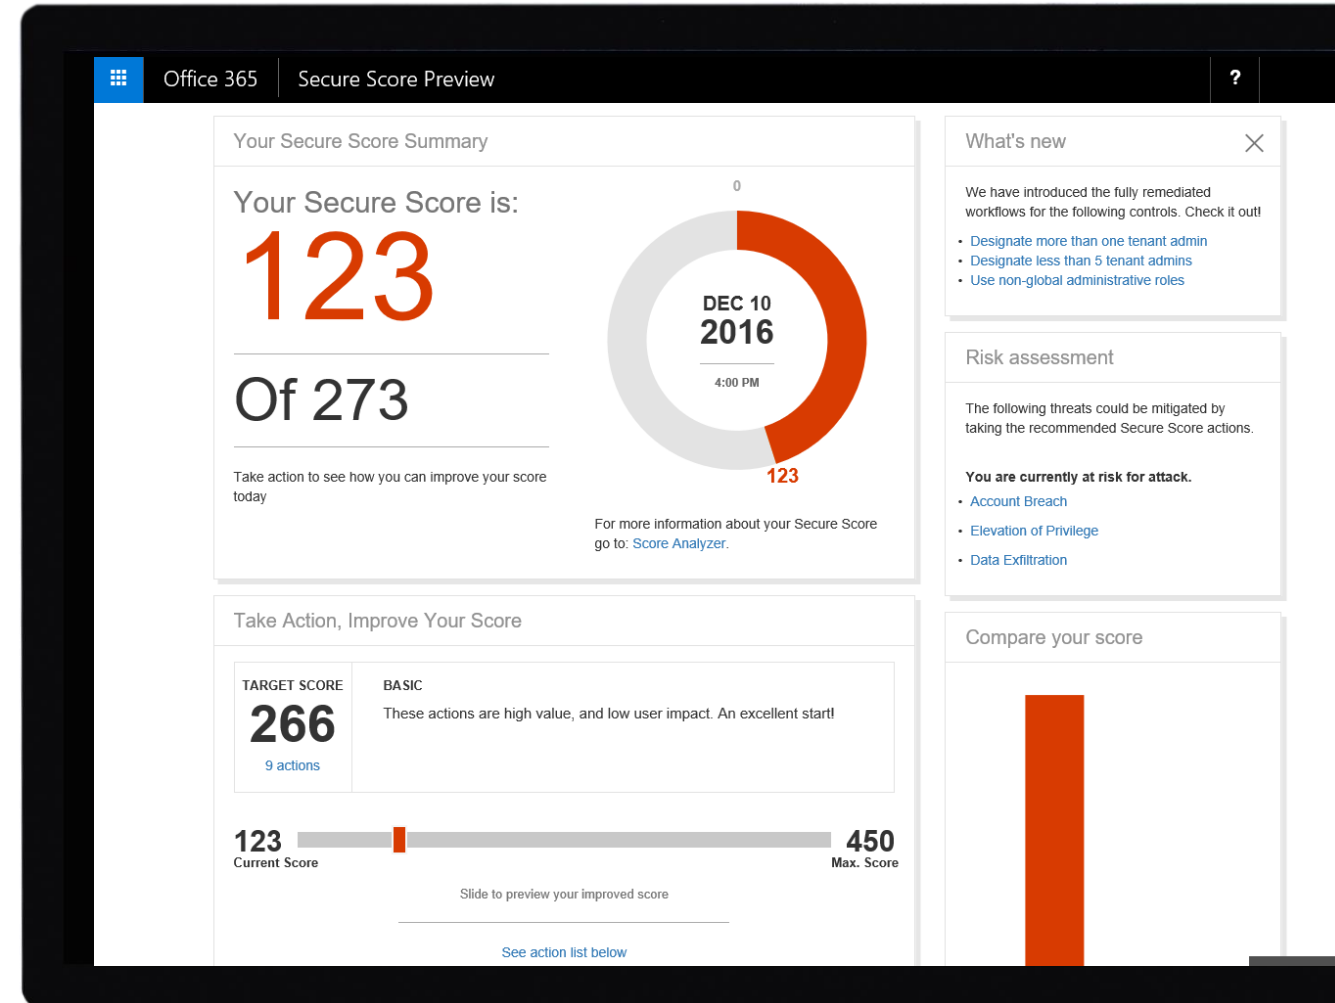 Office 365
Secure Score Preview
?
Your Secure Score Summary
Your Secure Score is:
123
Of 273
Take action to see how you can improve your score
today
0
DEC 10
2016
4:00 PM
123
For more information about your Secure Score
go to: Score Analyzer.
What's new
We have introduced the fully remediated
workflows for the following controls. Check it out!
• Designate more than one tenant admin
• Designate less than 5 tenant admins
• Use non-global administrative roles
Risk assessment
The following threats could be mitigated by
taking the recommended Secure Score actions.
You are currently at risk for attack.
• Account Breach
• Elevation of Privilege
• Data Exfiltration
Take Action, Improve Your Score
TARGET SCORE
266
9 actions
BASIC
These actions are high value, and low user impact. An excellent start!
123
Current Score
450
Max. Score
Slide to preview your improved score
See action list below
Compare your score